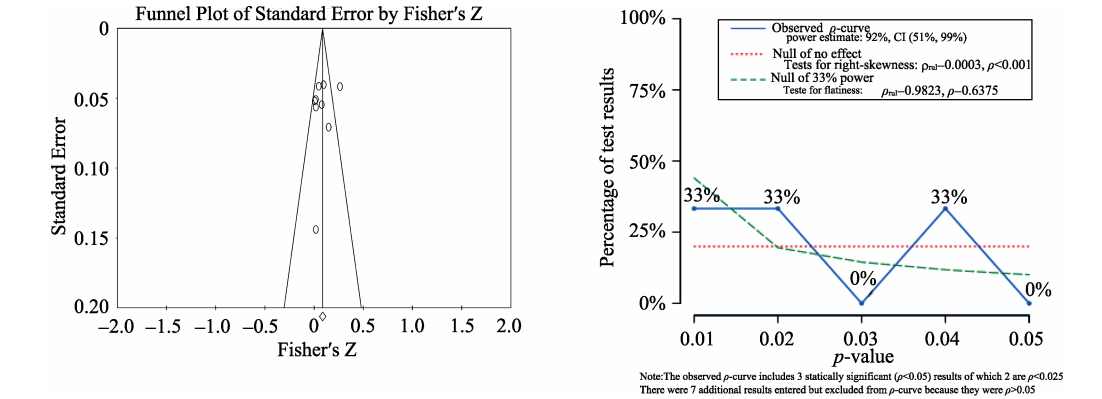 Funnel Plot of Standard Error by Fisher's Z
0
0.05
0.10
0.15
0.20
Standard Error
−2.0 −1.5 −1.0 −0.5 0 0.5 1.0 1.5 2.0
Fisher's Z
100%
75%
50%
25%
0%
Percentage of test results
Observed ρ-curve
power estimate: 92%, CI (51%, 99%)
Null of no effect
Tests for right-skewness: ρrul−0.0003, ρ<0.001
Null of 33% power
Teste for flatiness: ρrul−0.9823, ρ−0.6375
33% 33% 0% 33% 0%
0.01 0.02 0.03 0.04 0.05
p-value
Note:The observed ρ-curve includes 3 statically significant (ρ<0.05) results of which 2 are ρ<0.025
There were 7 additional results entered but excluded from ρ-curve because they were ρ>0.05